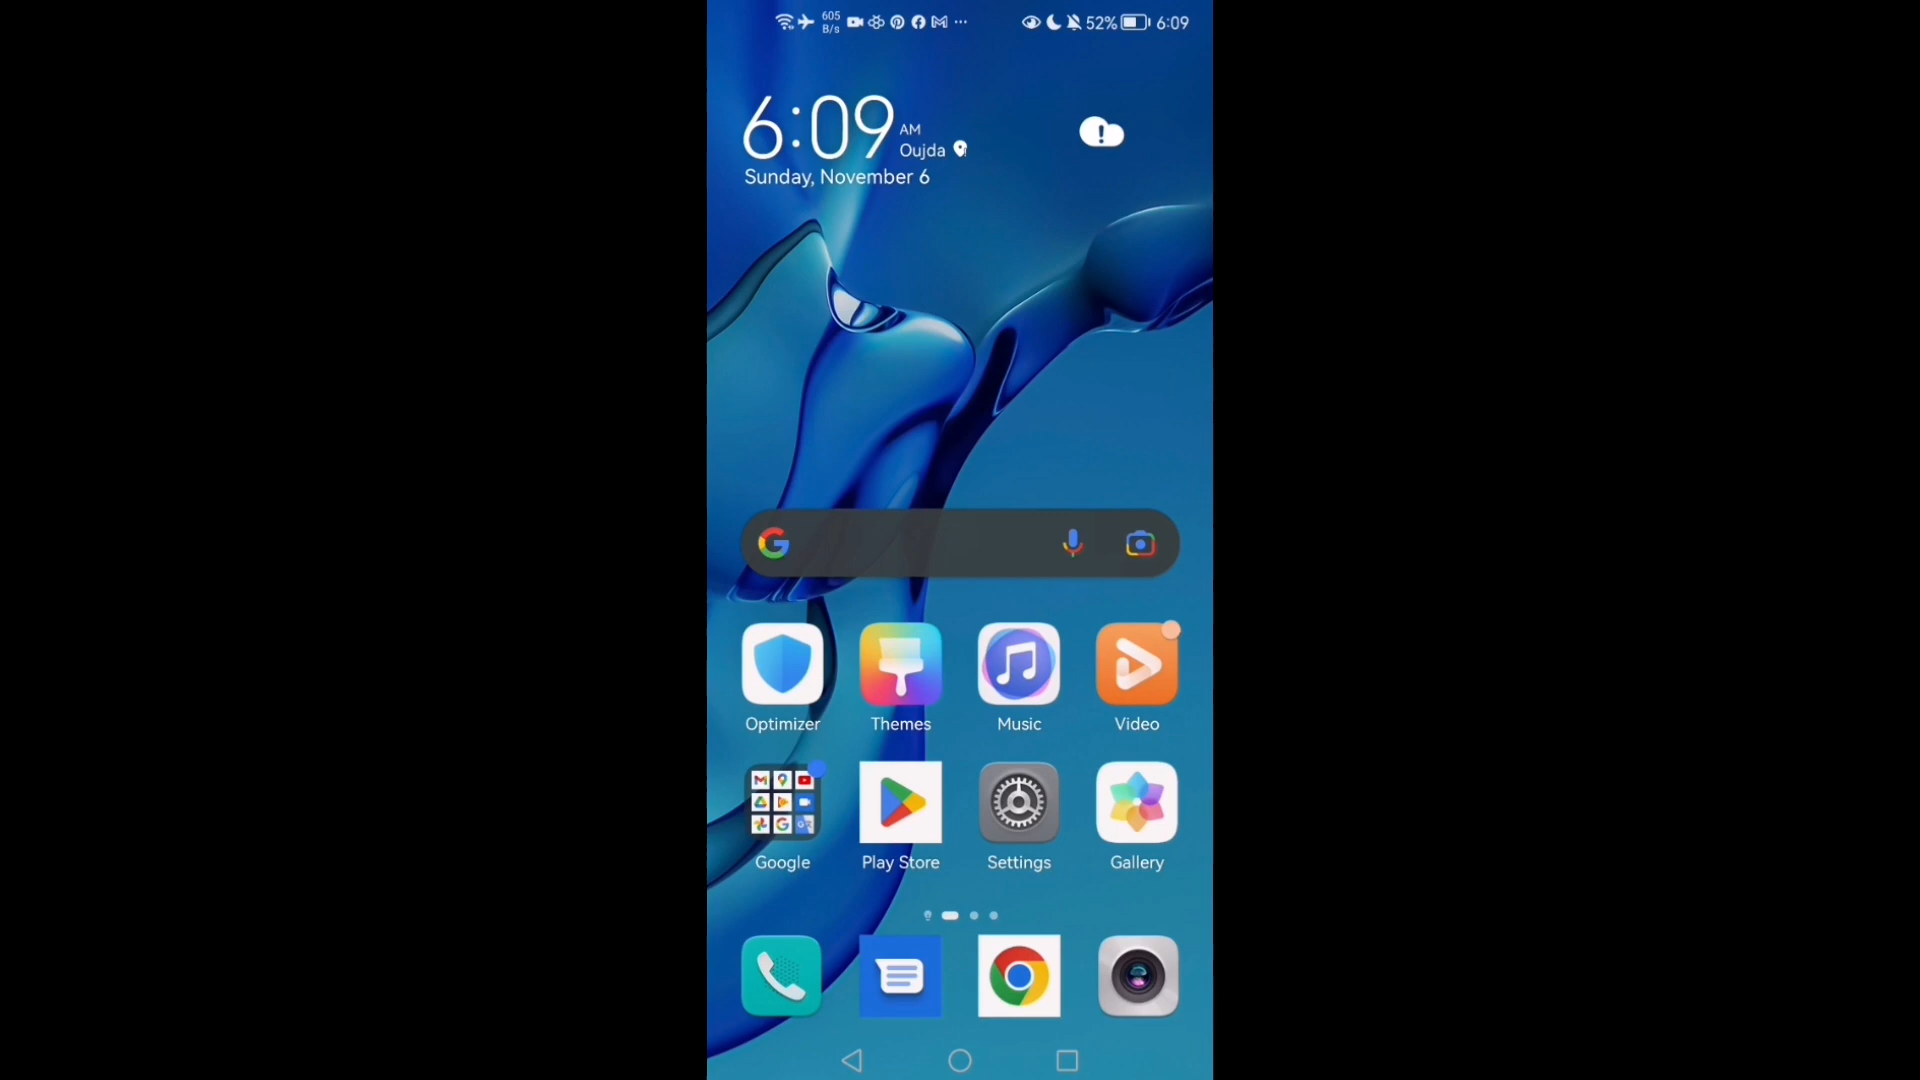 605
B/s
52%
6:09
6:09
AM
Oujda
Sunday, November 6
Optimizer
Themes
Music
Video
Google
Play Store
Settings
Gallery